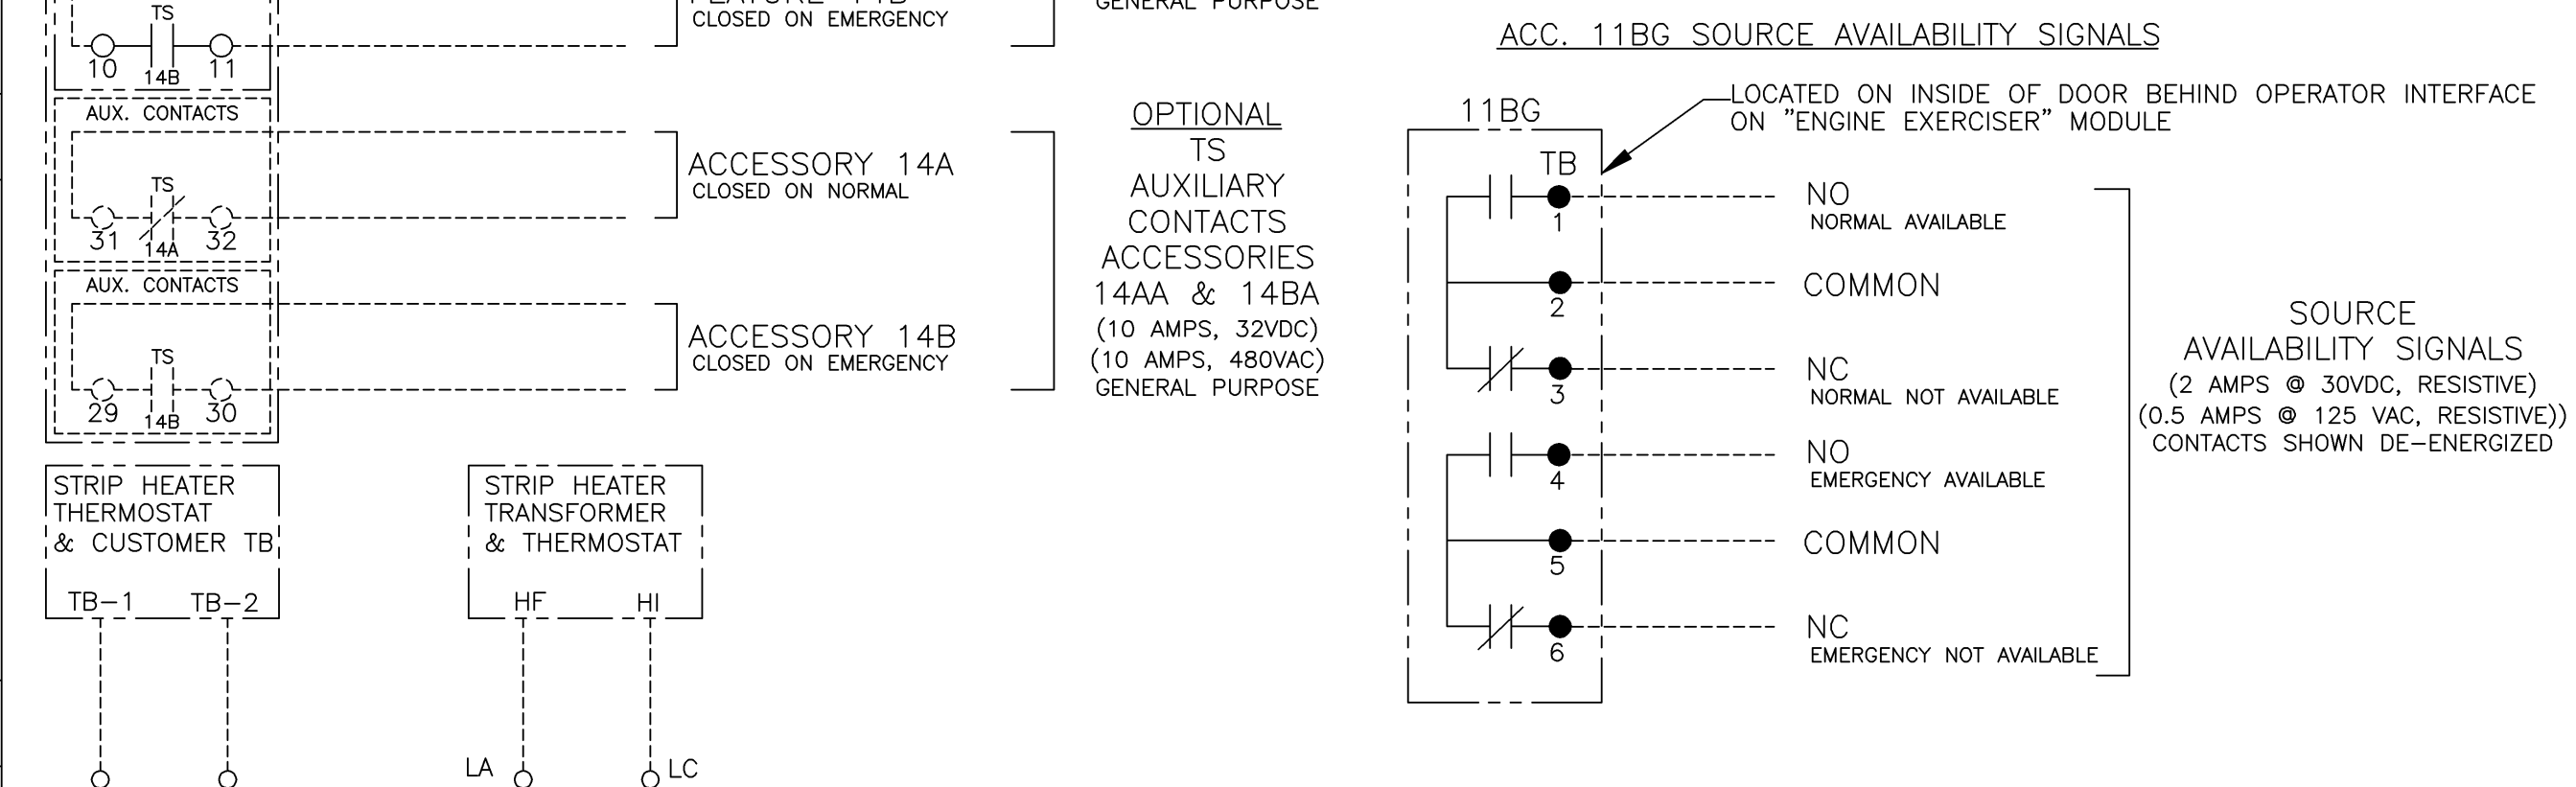 TS
10
14B
11
FEATURE 14B
CLOSED ON EMERGENCY
GENERAL PURPOSE
AUX. CONTACTS
TS
31
14A
32
ACCESSORY 14A
CLOSED ON NORMAL
AUX. CONTACTS
TS
29
14B
30
ACCESSORY 14B
CLOSED ON EMERGENCY
OPTIONAL
TS
AUXILIARY
CONTACTS
ACCESSORIES
14AA & 14BA
(10 AMPS, 32VDC)
(10 AMPS, 480VAC)
GENERAL PURPOSE
STRIP HEATER
THERMOSTAT
& CUSTOMER TB
TB-1
TB-2
STRIP HEATER
TRANSFORMER
& THERMOSTAT
HF
HI
LA
LC
ACC. 11BG SOURCE AVAILABILITY SIGNALS
LOCATED ON INSIDE OF DOOR BEHIND OPERATOR INTERFACE
ON "ENGINE EXERCISER" MODULE
11BG
TB
1
NO
NORMAL AVAILABLE
2
COMMON
3
NC
NORMAL NOT AVAILABLE
4
NO
EMERGENCY AVAILABLE
5
COMMON
6
NC
EMERGENCY NOT AVAILABLE
SOURCE
AVAILABILITY SIGNALS
(2 AMPS @ 30VDC, RESISTIVE)
(0.5 AMPS @ 125 VAC, RESISTIVE))
CONTACTS SHOWN DE-ENERGIZED